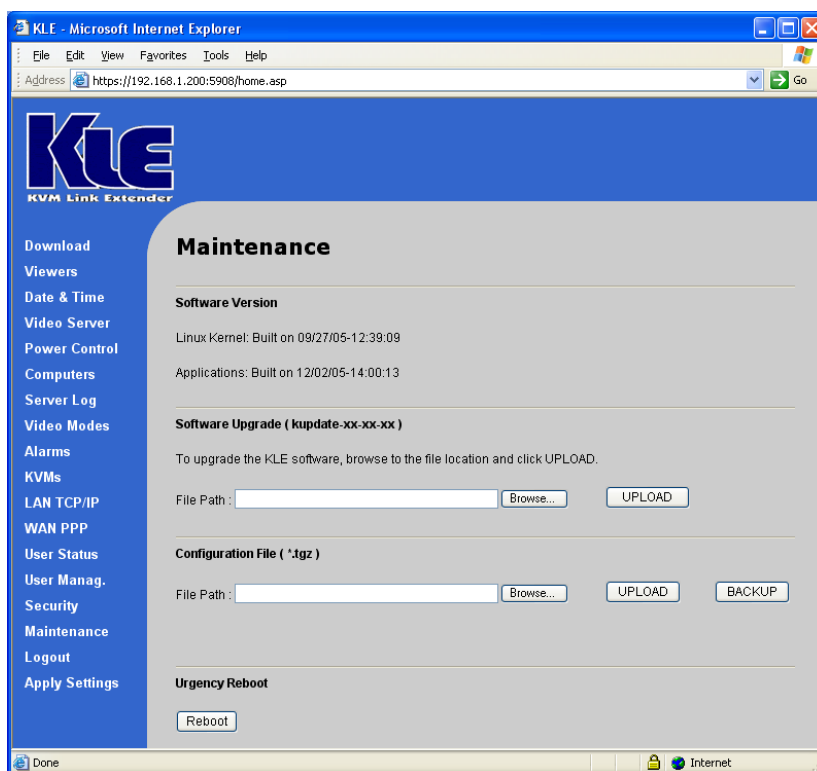 KLE - Microsoft Internet Explorer
File Edit View Favorites Tools Help
Address https://192.168.1.200:5908/home.asp Go
KLE
KVM Link Extender
Download
Viewers
Date & Time
Video Server
Power Control
Computers
Server Log
Video Modes
Alarms
KVMs
LAN TCP/IP
WAN PPP
User Status
User Manag.
Security
Maintenance
Logout
Apply Settings
Maintenance
Software Version
Linux Kernel: Built on 09/27/05-12:39:09
Applications: Built on 12/02/05-14:00:13
Software Upgrade ( kupdate-xx-xx-xx )
To upgrade the KLE software, browse to the file location and click UPLOAD.
File Path : Browse... UPLOAD
Configuration File ( *.tgz )
File Path : Browse... UPLOAD BACKUP
Urgency Reboot
Reboot
Done Internet